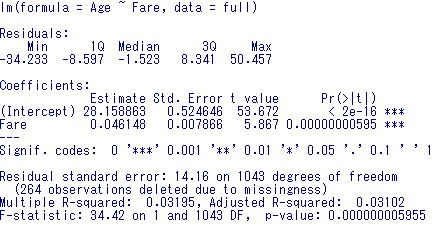 lm(formula = Age ~ Fare, data = full)
Residuals:
Min 1Q Median 3Q Max
-34.233 -8.597 -1.523 8.341 50.457
Coefficients:
Estimate Std. Error t value Pr(>|t|)
(Intercept) 28.158863 0.524646 53.672 < 2e-16 ***
Fare 0.046148 0.007866 5.867 0.00000000595 ***
---
Signif. codes: 0 '***' 0.001 '**' 0.01 '*' 0.05 '.' 0.1 ' ' 1
Residual standard error: 14.16 on 1043 degrees of freedom
(264 observations deleted due to missingness)
Multiple R-squared: 0.03195, Adjusted R-squared: 0.03102
F-statistic: 34.42 on 1 and 1043 DF, p-value: 0.000000005955